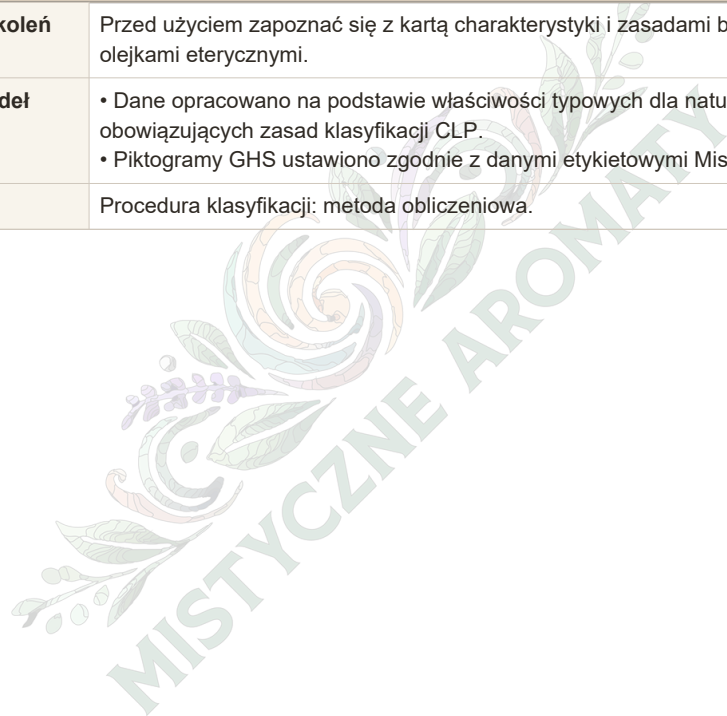 koleń
Przed użyciem zapoznać się z kartą charakterystyki i zasadami b
olejkami eterycznymi.
deł
• Dane opracowano na podstawie właściwości typowych dla natu
obowiązujących zasad klasyfikacji CLP.
• Piktogramy GHS ustawiono zgodnie z danymi etykietowymi Mis
Procedura klasyfikacji: metoda obliczeniowa.
MISTYCZNE AROMATY